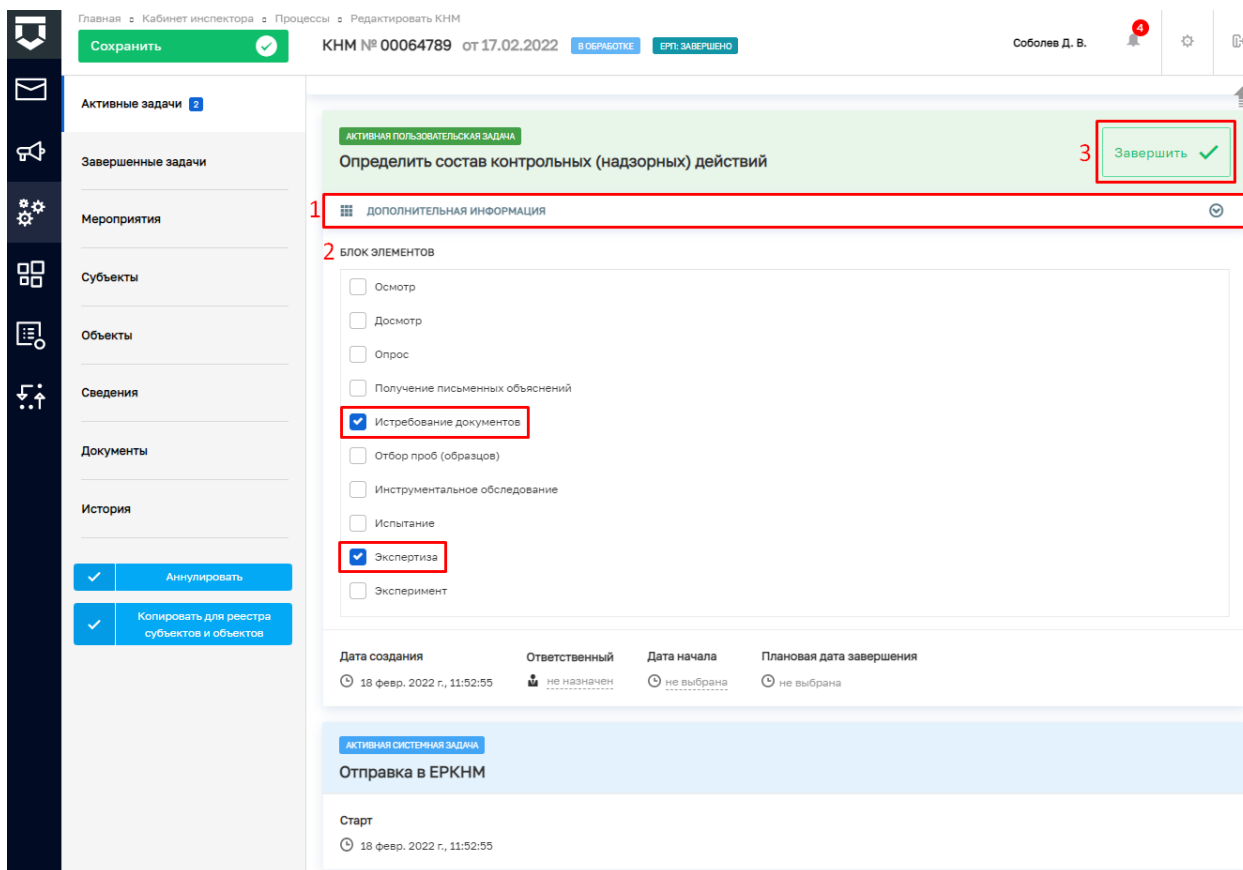 Главная Кабинет инспектора Процессы Редактировать КНМ
Сохранить
КНМ № 00064789 от 17.02.2022 В ОБРАБОТКЕ ЕРП: ЗАВЕРШЕНО
Соболев Д. В.
4
Активные задачи 2
Завершенные задачи
Мероприятия
Субъекты
Объекты
Сведения
Документы
История
Аннулировать
Копировать для реестра
субъектов и объектов
АКТИВНАЯ ПОЛЬЗОВАТЕЛЬСКАЯ ЗАДАЧА
Определить состав контрольных (надзорных) действий
3 Завершить
1 ДОПОЛНИТЕЛЬНАЯ ИНФОРМАЦИЯ
2 БЛОК ЭЛЕМЕНТОВ
Осмотр
Досмотр
Опрос
Получение письменных объяснений
Истребование документов
Отбор проб (образцов)
Инструментальное обследование
Испытание
Экспертиза
Эксперимент
Дата создания Ответственный Дата начала Плановая дата завершения
18 февр. 2022 г., 11:52:55 не назначен не выбрана не выбрана
АКТИВНАЯ СИСТЕМНАЯ ЗАДАЧА
Отправка в ЕРКНМ
Старт
18 февр. 2022 г., 11:52:55